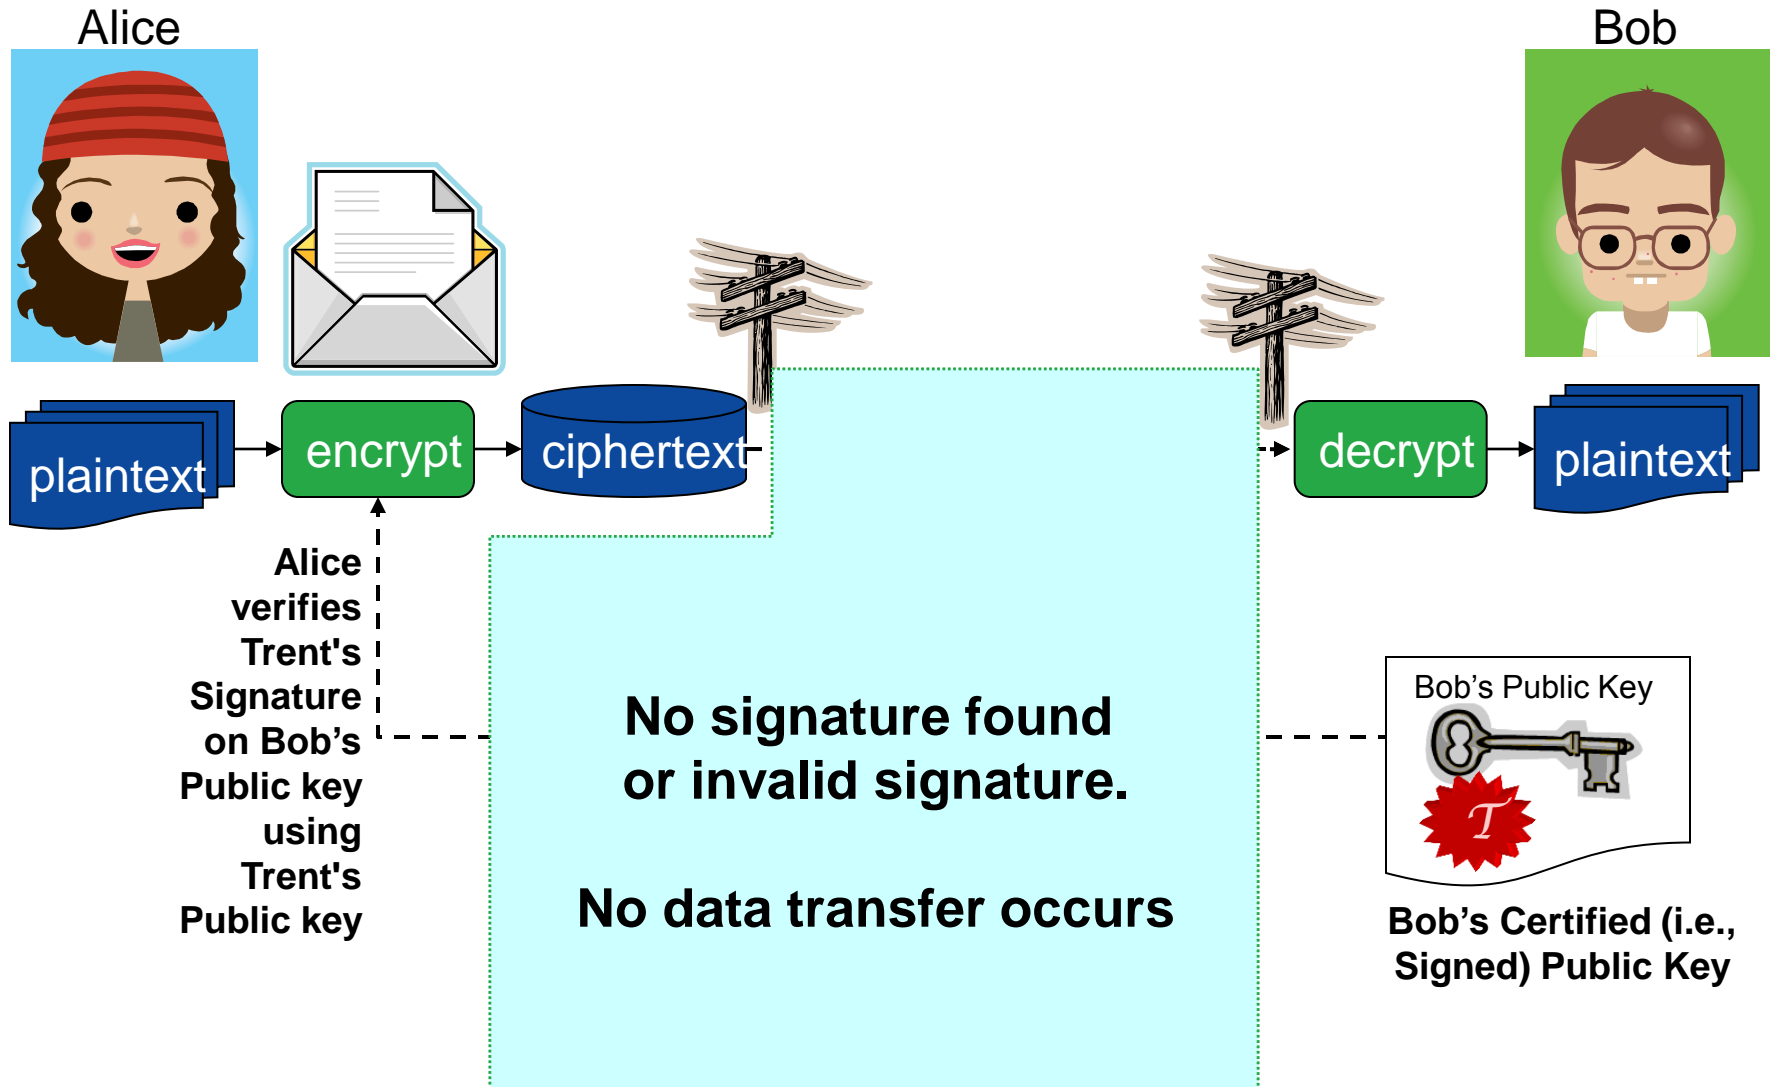 Alice
Bob
plaintext
encrypt
ciphertext
decrypt
plaintext
Alice
verifies
Trent's
Signature
on Bob’s
Public key
using
Trent's
Public key
No signature found
or invalid signature.
No data transfer occurs
Bob’s Public Key
T
Bob’s Certified (i.e.,
Signed) Public Key